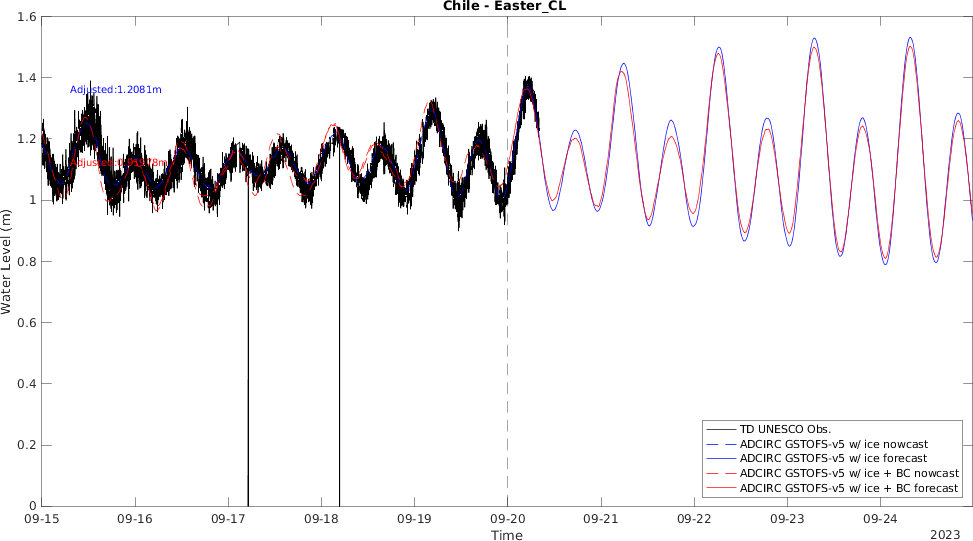 Chile - Easter_CL
1.6
1.4
1.2
1
0.8
0.6
0.4
0.2
0
Water Level (m)
Adjusted:1.2081m
09-15
09-16
09-17
09-18
09-19
09-20
09-21
09-22
09-23
09-24
Time
2023
TD UNESCO Obs.
ADCIRC GSTOFS-v5 w/ ice nowcast
ADCIRC GSTOFS-v5 w/ ice forecast
ADCIRC GSTOFS-v5 w/ ice + BC nowcast
ADCIRC GSTOFS-v5 w/ ice + BC forecast